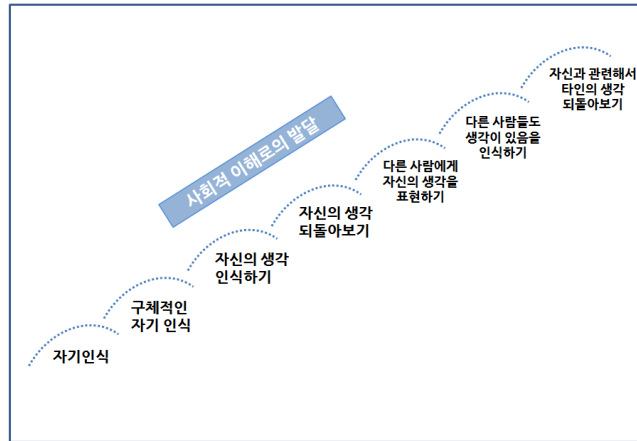 사회적 이해로의 발달
자기인식
구체적인
자기 인식
자신의 생각
인식하기
자신의 생각
되돌아보기
다른 사람에게
자신의 생각을
표현하기
다른 사람들도
생각이 있음을
인식하기
자신과 관련해서
타인의 생각
되돌아보기